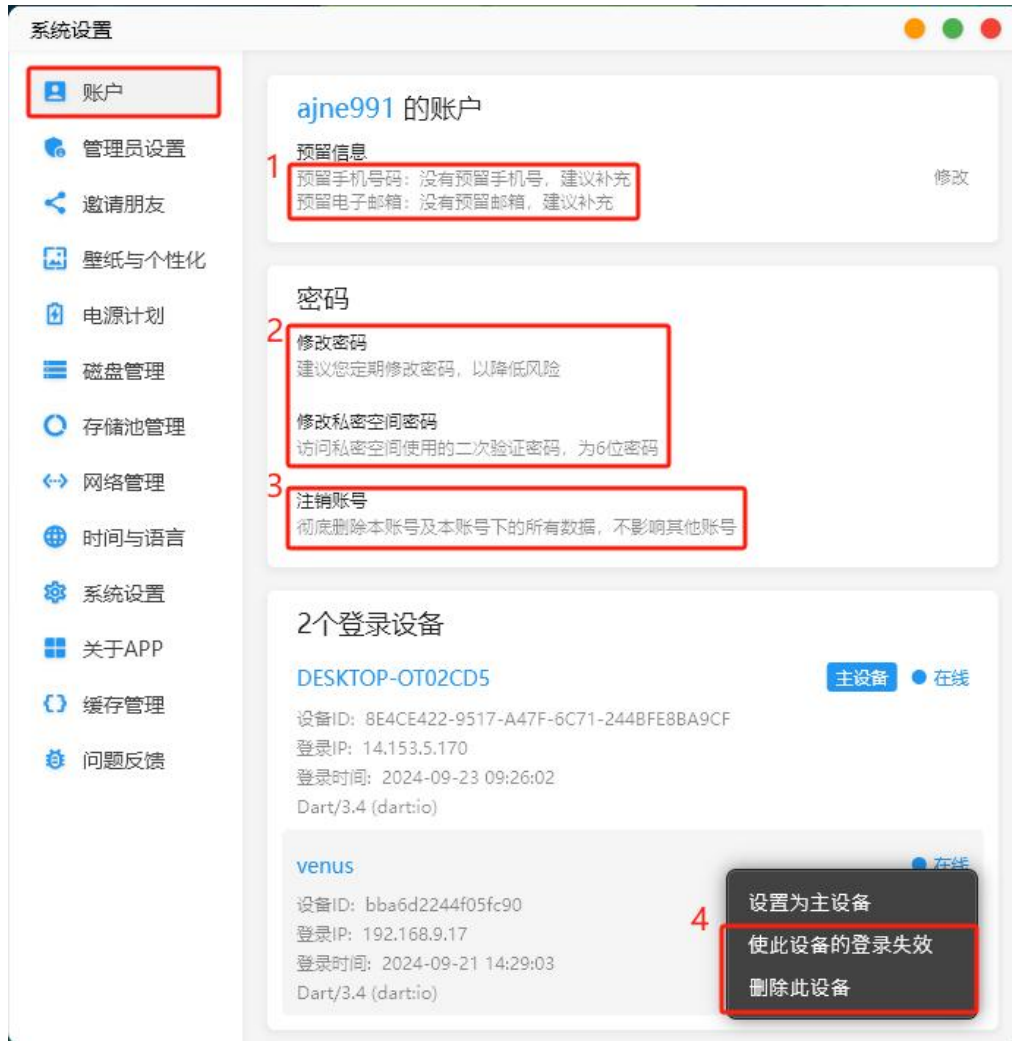 系统设置
账户
管理员设置
邀请朋友
壁纸与个性化
电源计划
磁盘管理
存储池管理
网络管理
时间与语言
系统设置
关于APP
缓存管理
问题反馈
ajne991 的账户
预留信息
1
预留手机号码：没有预留手机号，建议补充
预留电子邮箱：没有预留邮箱，建议补充
修改
密码
2
修改密码
建议您定期修改密码，以降低风险
修改私密空间密码
访问私密空间使用的二次验证密码，为6位密码
3
注销账号
彻底删除本账号及本账号下的所有数据，不影响其他账号
2个登录设备
DESKTOP-OT02CD5
主设备
在线
设备ID: 8E4CE422-9517-A47F-6C71-244BFE8BA9CF
登录IP: 14.153.5.170
登录时间: 2024-09-23 09:26:02
Dart/3.4 (dart:io)
venus
在线
设备ID: bba6d2244f05fc90
登录IP: 192.168.9.17
登录时间: 2024-09-21 14:29:03
Dart/3.4 (dart:io)
4
设置为主设备
使此设备的登录失效
删除此设备